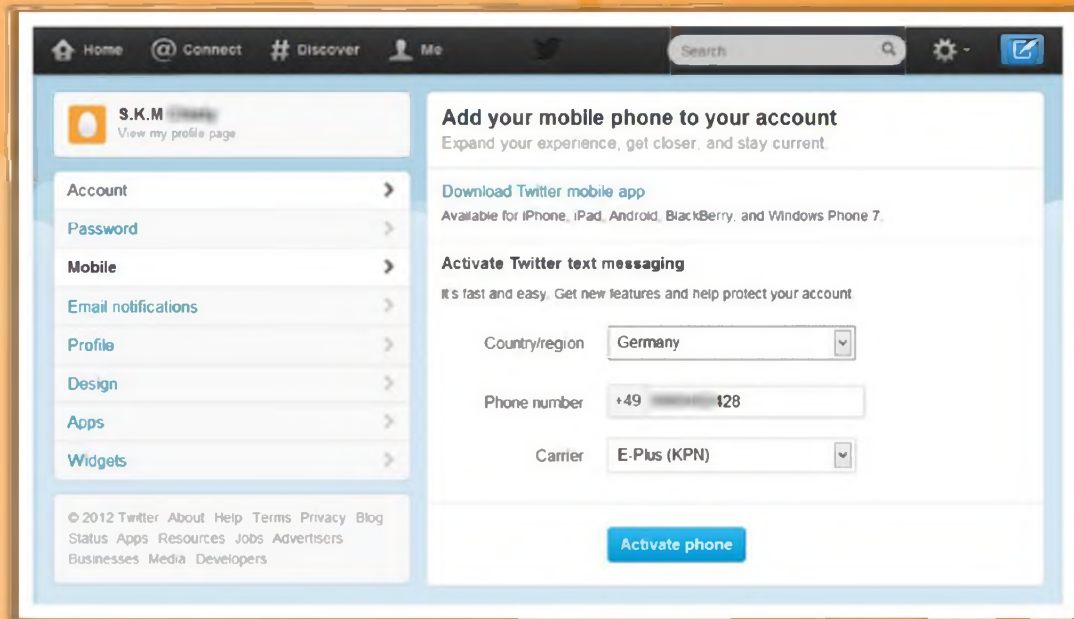 Home @ Connect # Discover Me Search
S.K.M
View my profile page
Account
Password
Mobile
Email notifications
Profile
Design
Apps
Widgets
© 2012 Twitter About Help Terms Privacy Blog
Status Apps Resources Jobs Advertisers
Businesses Media Developers
Add your mobile phone to your account
Expand your experience, get closer, and stay current.
Download Twitter mobile app
Available for iPhone, iPad, Android, BlackBerry, and Windows Phone 7.
Activate Twitter text messaging
It's fast and easy. Get new features and help protect your account
Country/region Germany
Phone number +49 428
Carrier E-Plus (KPN)
Activate phone